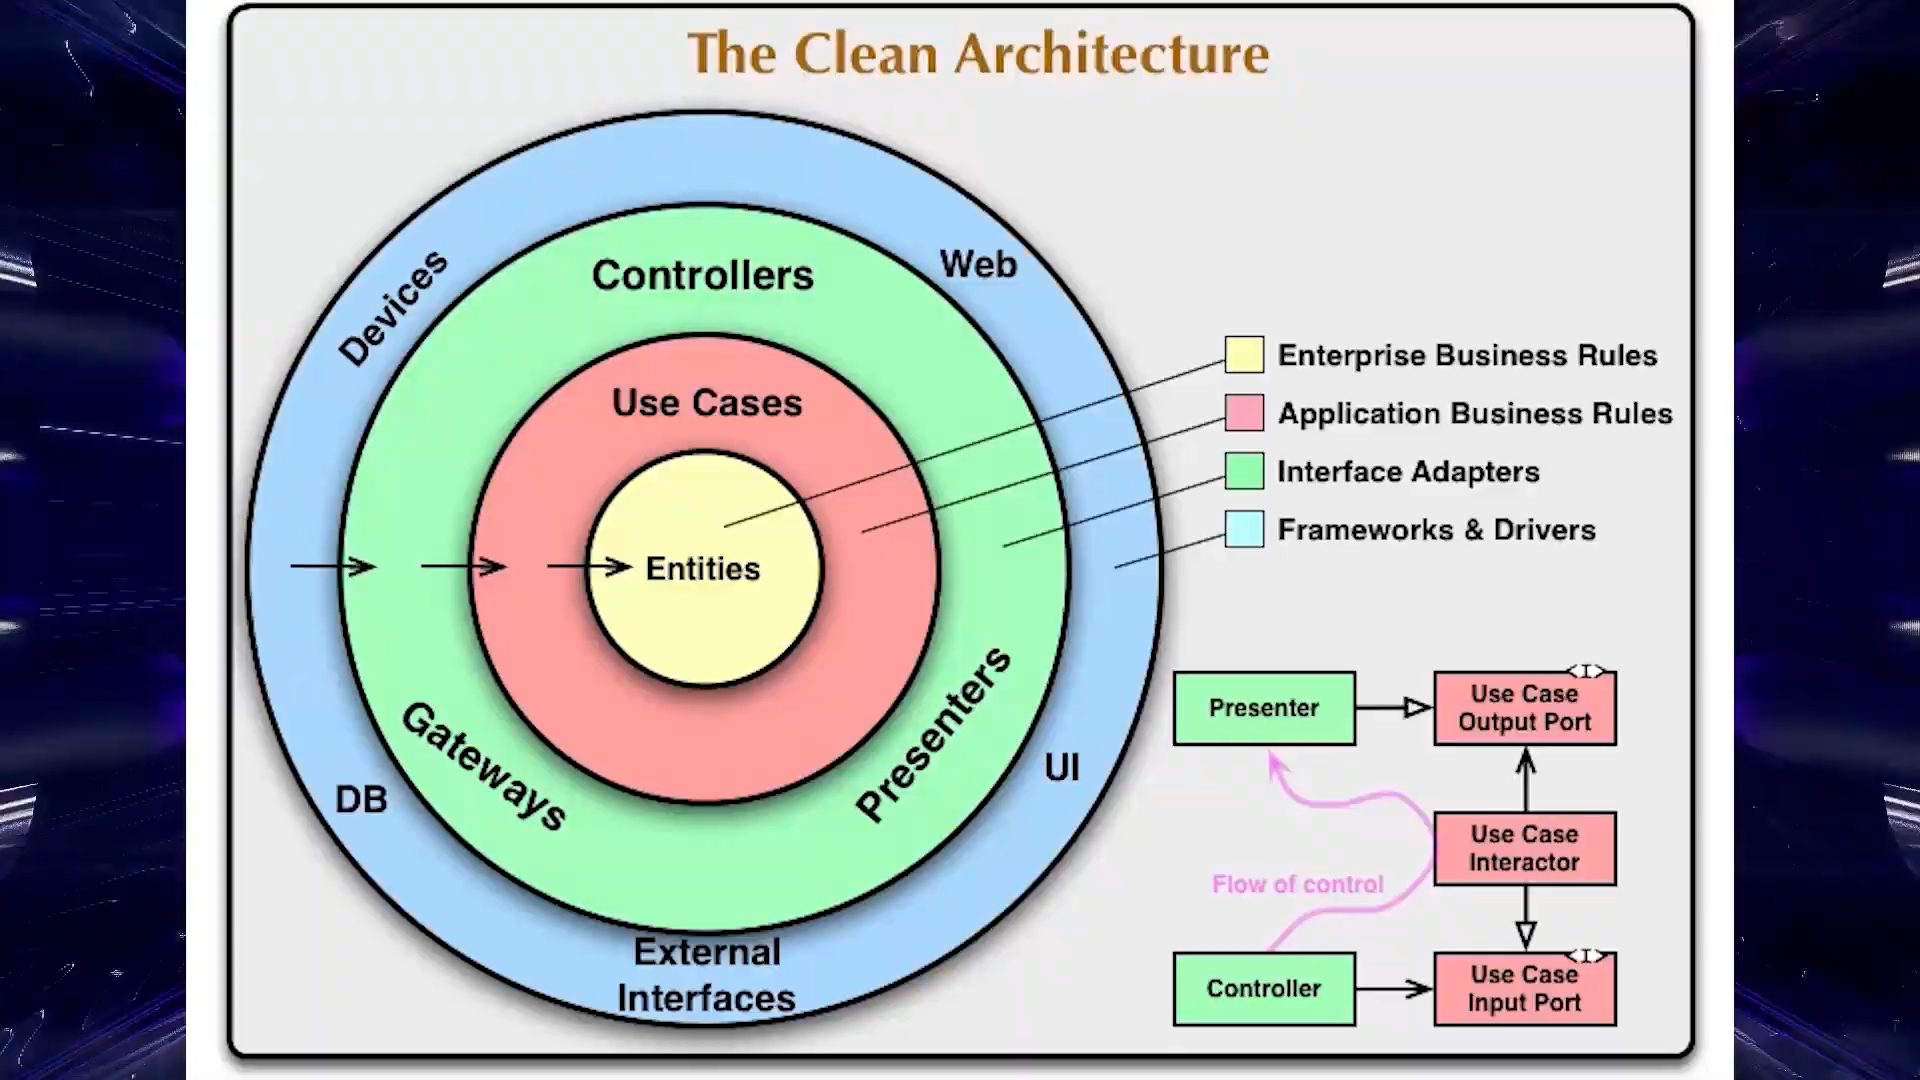 The Clean Architecture
Devices
Controllers
Web
Use Cases
Entities
Gateways
Presenters
DB
UI
External
Interfaces
Enterprise Business Rules
Application Business Rules
Interface Adapters
Frameworks & Drivers
Presenter
<I>
Use Case
Output Port
Use Case
Interactor
Flow of control
Controller
<I>
Use Case
Input Port